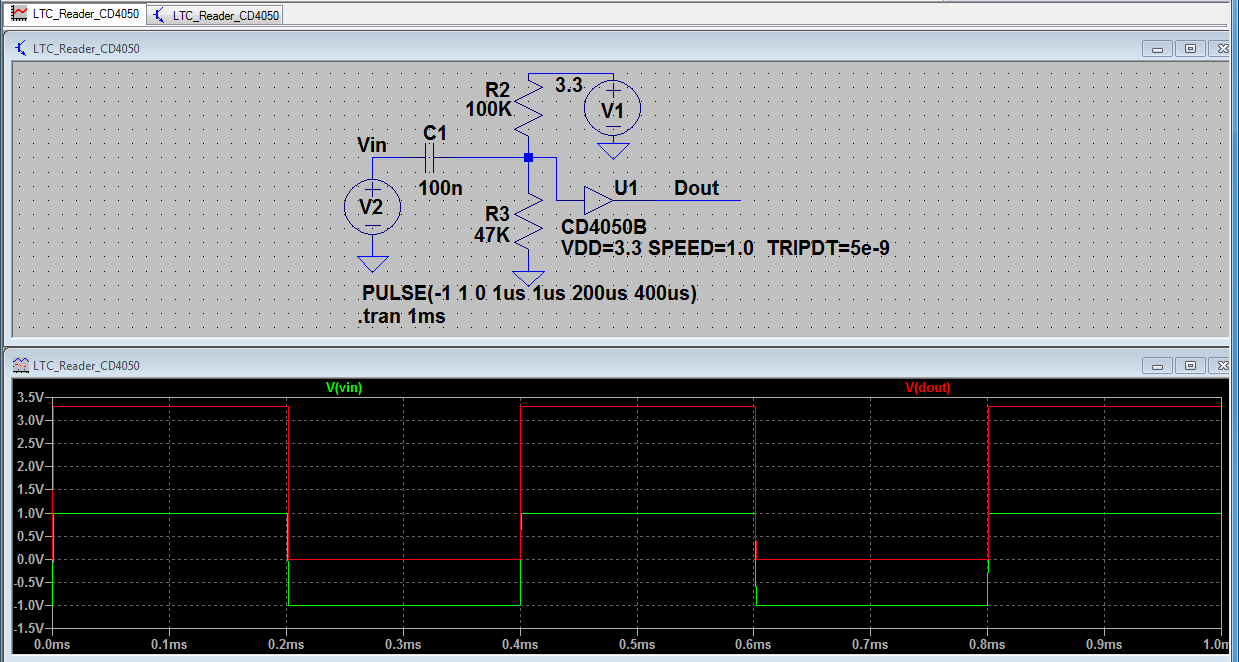 LTC_Reader_CD4050 LTC_Reader_CD4050
LTC_Reader_CD4050
R2
100K
3.3
V1
Vin
C1
100n
V2
R3
47K
U1
Dout
CD4050B
VDD=3.3 SPEED=1.0 TRIPDT=5e-9
PULSE(-1 1 0 1us 1us 200us 400us)
.tran 1ms
LTC_Reader_CD4050
V(vin) V(dout)
3.5V
3.0V
2.5V
2.0V
1.5V
1.0V
0.5V
0.0V
-0.5V
-1.0V
-1.5V
0.0ms 0.1ms 0.2ms 0.3ms 0.4ms 0.5ms 0.6ms 0.7ms 0.8ms 0.9ms 1.0m